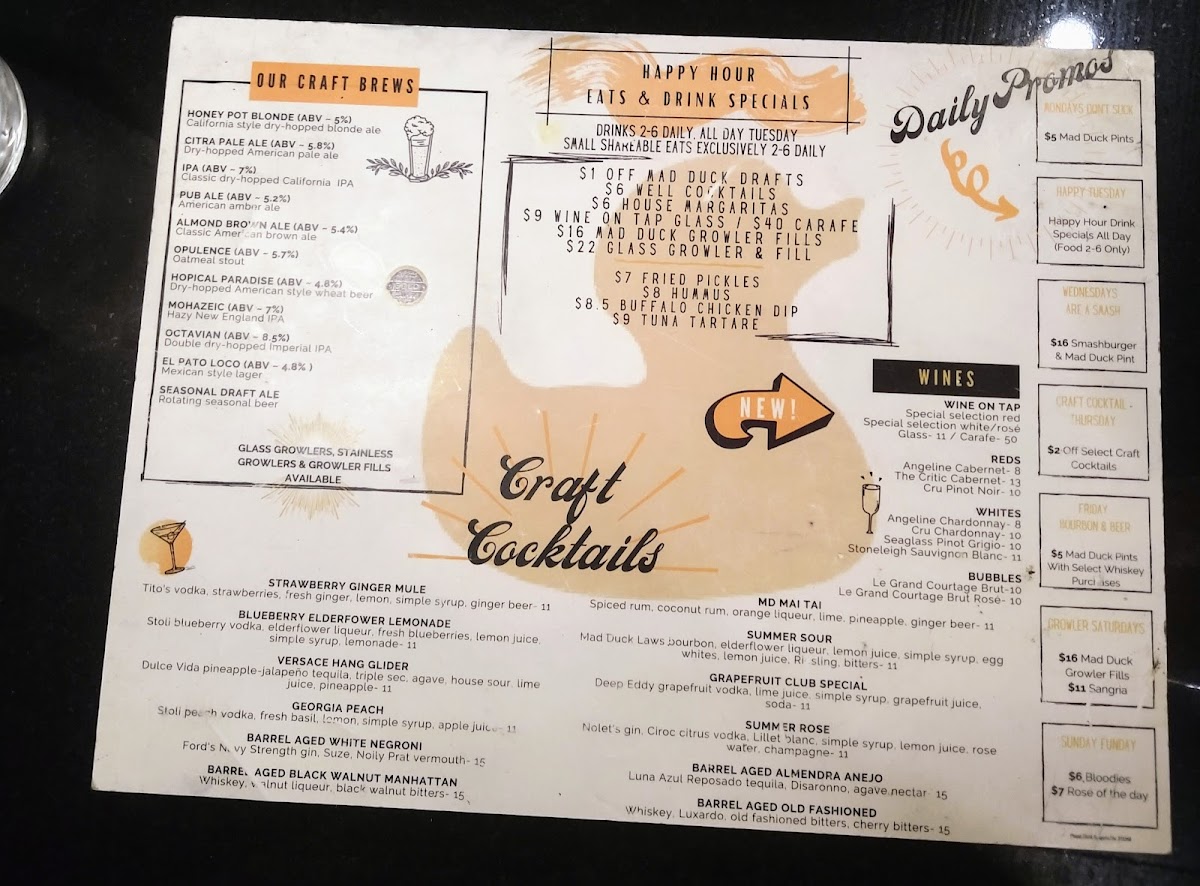 OUR CRAFT BREWS
HONEY POT BLONDE (ABV – 5%)
California style dry-hopped blonde ale
CITRA PALE ALE (ABV – 5.8%)
Dry-hopped American pale ale
IPA (ABV – 7%)
Classic dry-hopped California IPA
PUB ALE (ABV – 5.2%)
American amber ale
ALMOND BROWN ALE (ABV – 5.4%)
Classic American brown ale
OPULENCE (ABV – 5.7%)
Oatmeal stout
HOPICAL PARADISE (ABV – 4.8%)
Dry-hopped American style wheat beer
MOHAZEIC (ABV – 7%)
Hazy New England IPA
OCTAVIAN (ABV – 8.5%)
Double dry-hopped Imperial IPA
EL PATO LOCO (ABV – 4.8% )
Mexican style lager
SEASONAL DRAFT ALE
Rotating seasonal beer
GLASS GROWLERS, STAINLESS
GROWLERS & GROWLER FILLS
AVAILABLE
HAPPY HOUR
EATS & DRINK SPECIALS
DRINKS 2-6 DAILY, ALL DAY TUESDAY
SMALL SHAREABLE EATS EXCLUSIVELY 2-6 DAILY
$1 OFF MAD DUCK DRAFTS
$6 WELL COCKTAILS
$6 HOUSE MARGARITAS
$9 WINE ON TAP GLASS / $40 CARAFE
$16 MAD DUCK GROWLER FILLS
$22 GLASS GROWLER & FILL
$7 FRIED PICKLES
$8 HUMMUS
$8.5 BUFFALO CHICKEN DIP
$9 TUNA TARTARE
NEW!
WINES
WINE ON TAP
Special selection red
Special selection white/rosé
Glass- 11 / Carafe- 50
REDS
Angeline Cabernet- 8
The Critic Cabernet- 13
Cru Pinot Noir- 10
WHITES
Angeline Chardonnay- 8
Cru Chardonnay- 10
Seaglass Pinot Grigio- 10
Stoneleigh Sauvignon Blanc- 11
BUBBLES
Le Grand Courtage Brut-10
Le Grand Courtage Brut Rosé- 10
Daily Promos
MONDAYS DON'T SUCK
$5 Mad Duck Pints
HAPPY TUESDAY
Happy Hour Drink
Specials All Day
(Food 2-6 Only)
WEDNESDAYS
ARE A SMASH
$16 Smashburger
& Mad Duck Pint
CRAFT COCKTAIL
THURSDAY
$2 Off Select Craft
Cocktails
FRIDAY
BOURBON & BEER
$5 Mad Duck Pints
With Select Whiskey
Purchases
GROWLER SATURDAYS
$16 Mad Duck
Growler Fills
$11 Sangria
SUNDAY FUNDAY
$6 Bloodies
$7 Rosé of the day
Craft
Cocktails
STRAWBERRY GINGER MULE
Tito's vodka, strawberries, fresh ginger, lemon, simple syrup, ginger beer- 11
BLUEBERRY ELDERFOWER LEMONADE
Stoli blueberry vodka, elderflower liqueur, fresh blueberries, lemon juice,
simple syrup, lemonade- 11
VERSACE HANG GLIDER
Dulce Vida pineapple-jalapeño tequila, triple sec, agave, house sour, lime
juice, pineapple- 11
GEORGIA PEACH
Stoli peach vodka, fresh basil, lemon, simple syrup, apple juice- 11
BARREL AGED WHITE NEGRONI
Ford's Navy Strength gin, Suze, Noily Prat vermouth- 15
BARREL AGED BLACK WALNUT MANHATTAN
Whiskey, walnut liqueur, black walnut bitters- 15
MD MAI TAI
Spiced rum, coconut rum, orange liqueur, lime, pineapple, ginger beer- 11
SUMMER SOUR
Mad Duck Laws bourbon, elderflower liqueur, lemon juice, simple syrup, egg
whites, lemon juice, Riesling, bitters- 11
GRAPEFRUIT CLUB SPECIAL
Deep Eddy grapefruit vodka, lime juice, simple syrup, grapefruit juice,
soda- 11
SUMMER ROSE
Nolet's gin, Ciroc citrus vodka, Lillet blanc, simple syrup, lemon juice, rose
water, champagne- 11
BARREL AGED ALMENDRA ANEJO
Luna Azul Reposado tequila, Disaronno, agave nectar- 15
BARREL AGED OLD FASHIONED
Whiskey, Luxardo, old fashioned bitters, cherry bitters- 15